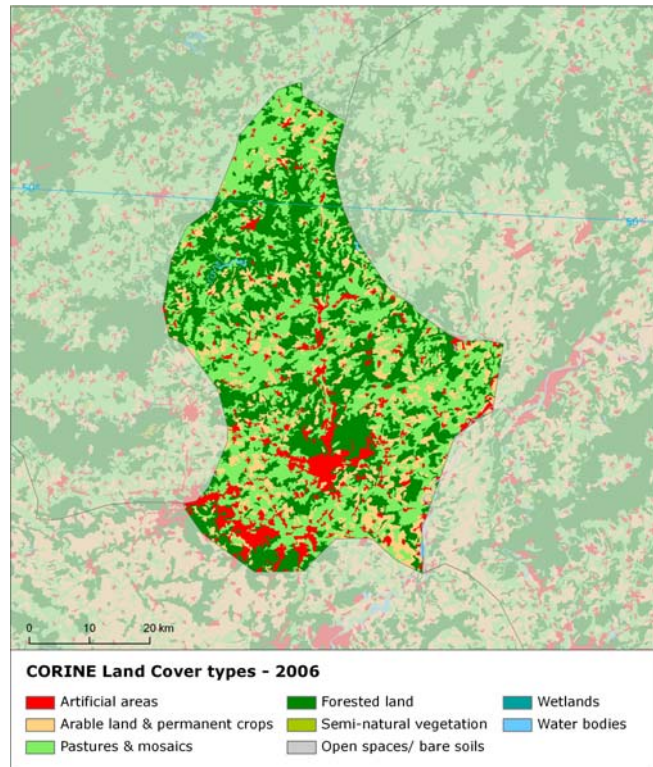 50°
50°
0 10 20 km
CORINE Land Cover types - 2006
Artificial areas Forested land Wetlands
Arable land & permanent crops Semi-natural vegetation Water bodies
Pastures & mosaics Open spaces/ bare soils